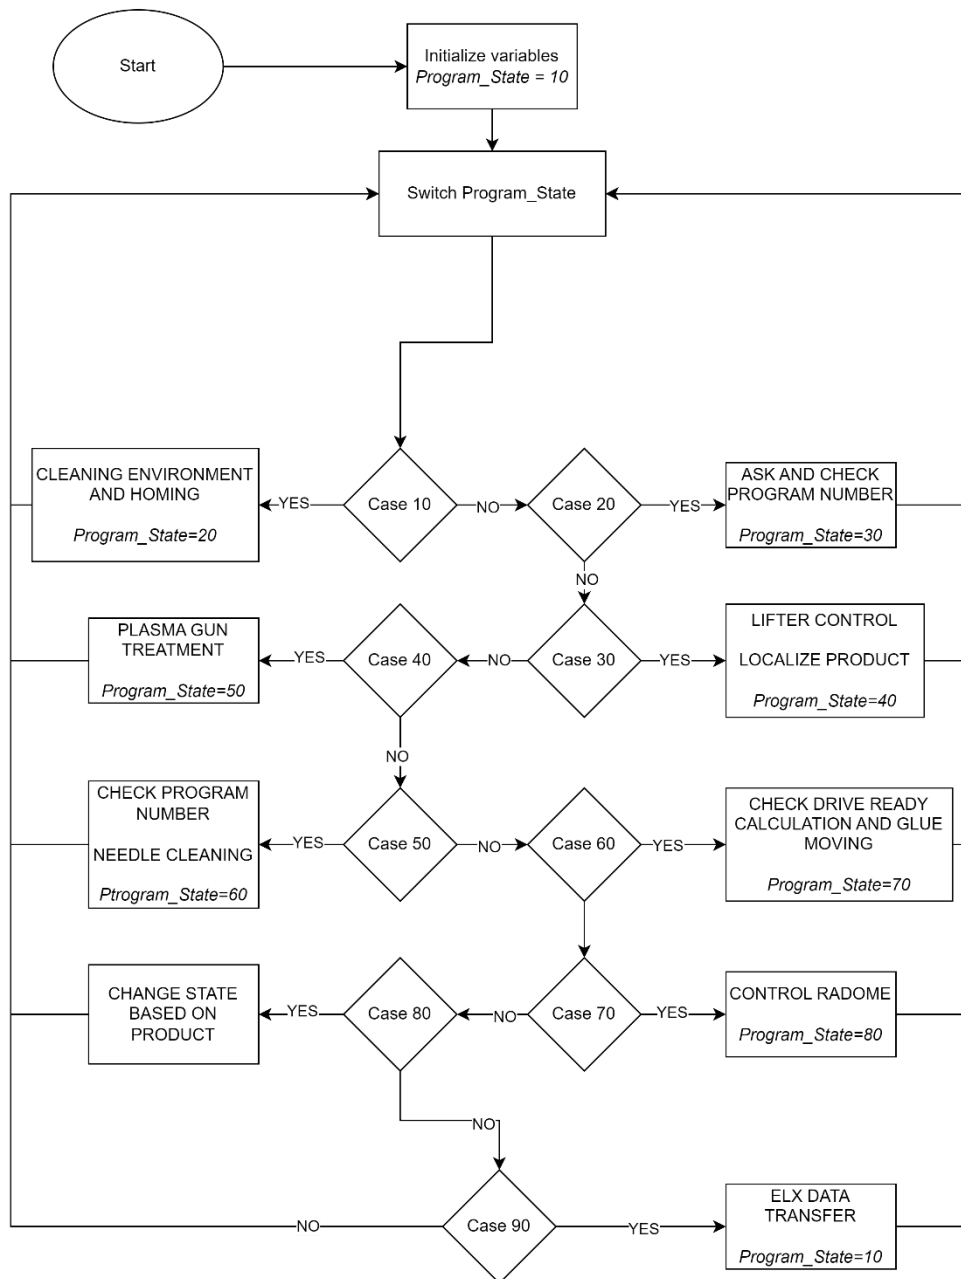 Start
Initialize variables
Program_State = 10
Switch Program_State
CLEANING ENVIRONMENT
AND HOMING
Program_State=20
YES
Case 10
NO
Case 20
YES
ASK AND CHECK
PROGRAM NUMBER
Program_State=30
NO
PLASMA GUN
TREATMENT
Program_State=50
YES
Case 40
NO
Case 30
YES
LIFTER CONTROL
LOCALIZE PRODUCT
Program_State=40
NO
CHECK PROGRAM
NUMBER
NEEDLE CLEANING
Ptrogram_State=60
YES
Case 50
NO
Case 60
YES
CHECK DRIVE READY
CALCULATION AND GLUE
MOVING
Program_State=70
CHANGE STATE
BASED ON
PRODUCT
YES
Case 80
NO
Case 70
YES
CONTROL RADOME
Program_State=80
NO
NO
Case 90
YES
ELX DATA
TRANSFER
Program_State=10